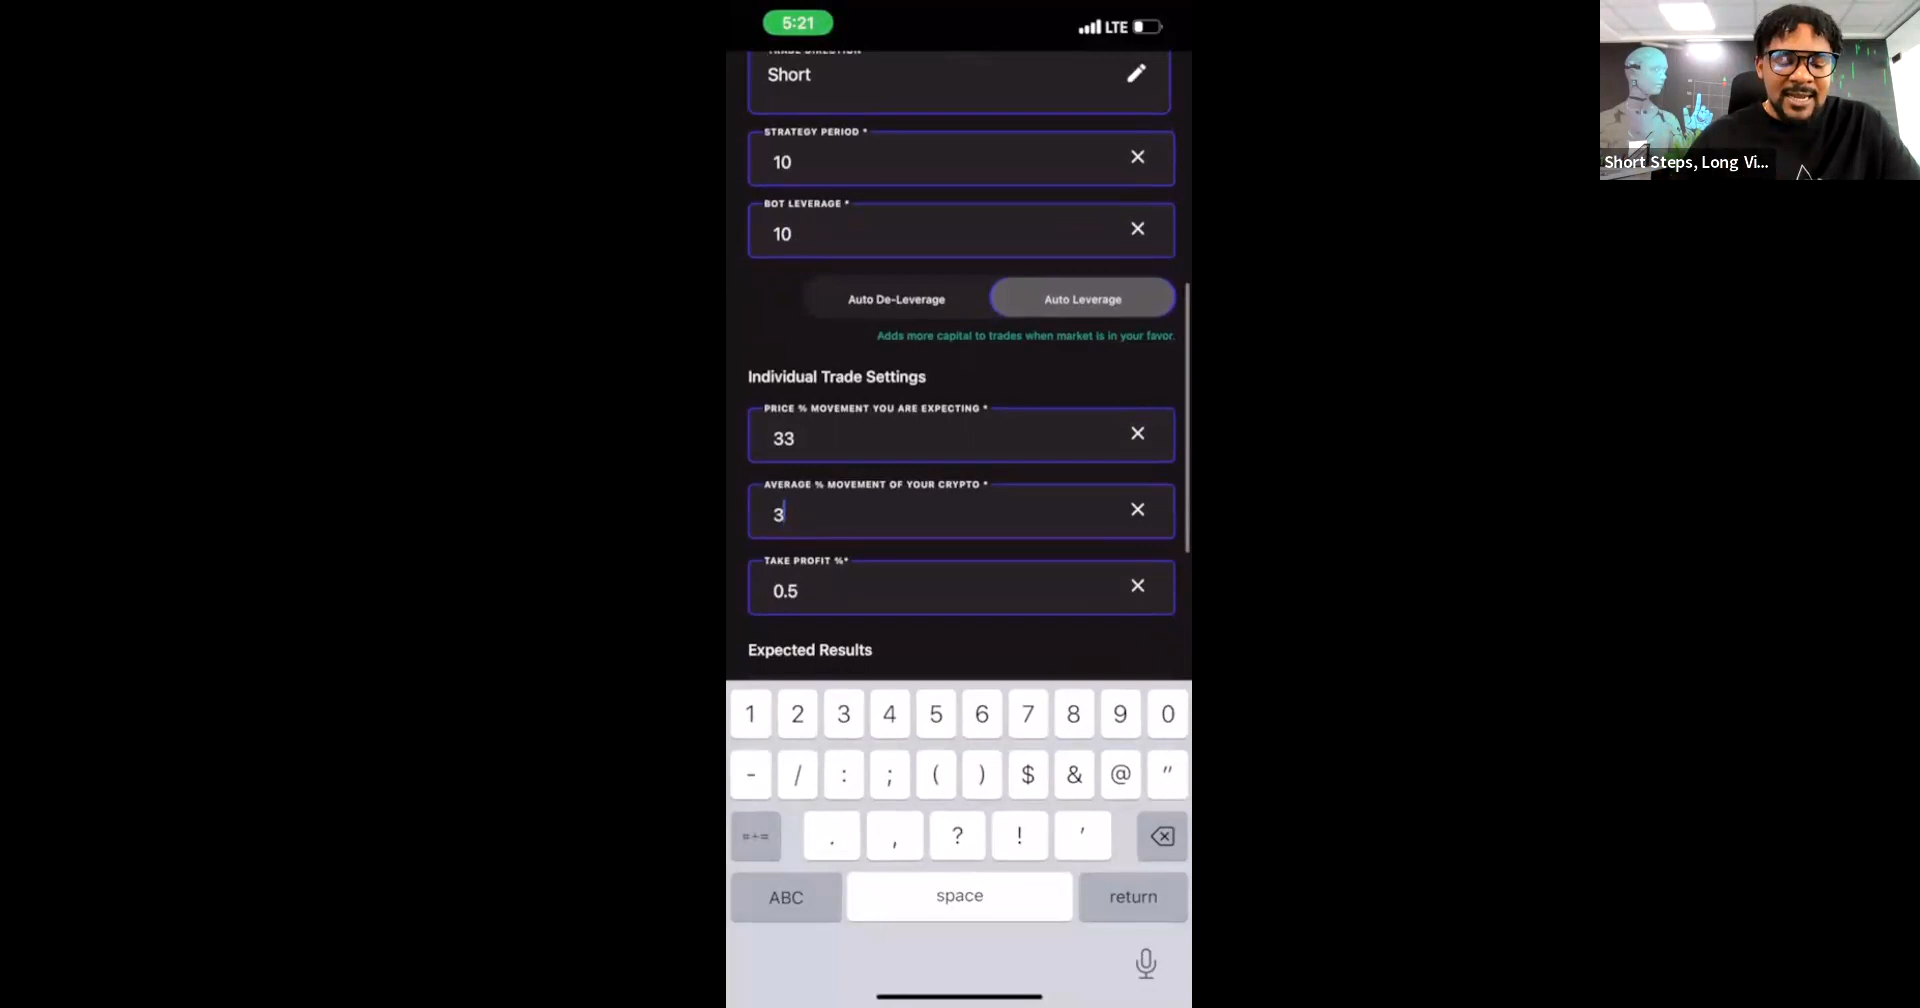 5:21
LTE
TRADE DIRECTION
Short
STRATEGY PERIOD *
10
BOT LEVERAGE *
10
Auto De-Leverage
Auto Leverage
Adds more capital to trades when market is in your favor.
Individual Trade Settings
PRICE % MOVEMENT YOU ARE EXPECTING *
33
AVERAGE % MOVEMENT OF YOUR CRYPTO *
3
TAKE PROFIT %*
0.5
Expected Results
1 2 3 4 5 6 7 8 9 0
- / : ; ( ) $ & @ "
. , ? ! '
ABC space return
Short Steps, Long Vi...